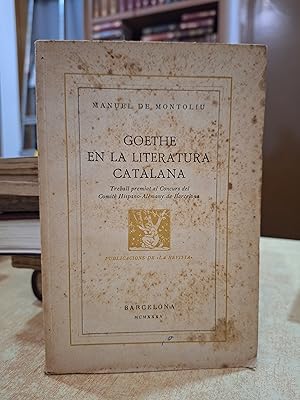 MANUEL DE MONTOLIU
GOETHE
EN LA LITERATURA
CATALANA
Treball premiat al Concurs del
Comitè Hispano-Alemany de Barcelona
PUBLICACIONS DE «LA REVISTA»
BARCELONA
MCMXXXV